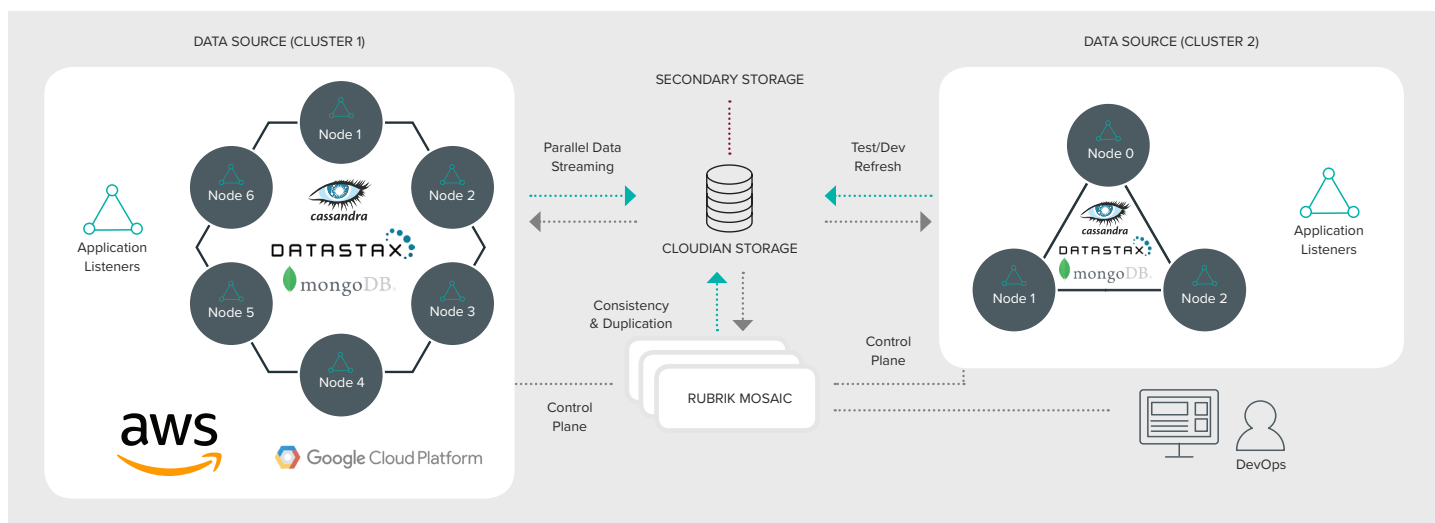 DATA SOURCE (CLUSTER 1)
Node 1
Node 6
Node 2
cassandra
DATASTAX
mongoDB.
Node 5
Node 3
Node 4
Application
Listeners
aws
Google Cloud Platform
SECONDARY STORAGE
Parallel Data
Streaming
Test/Dev
Refresh
CLOUDIAN STORAGE
Consistency
& Duplication
Control
Plane
RUBRIK MOSAIC
Control
Plane
DATA SOURCE (CLUSTER 2)
Node 0
cassandra
DATASTAX
mongoDB.
Node 1
Node 2
Application
Listeners
DevOps